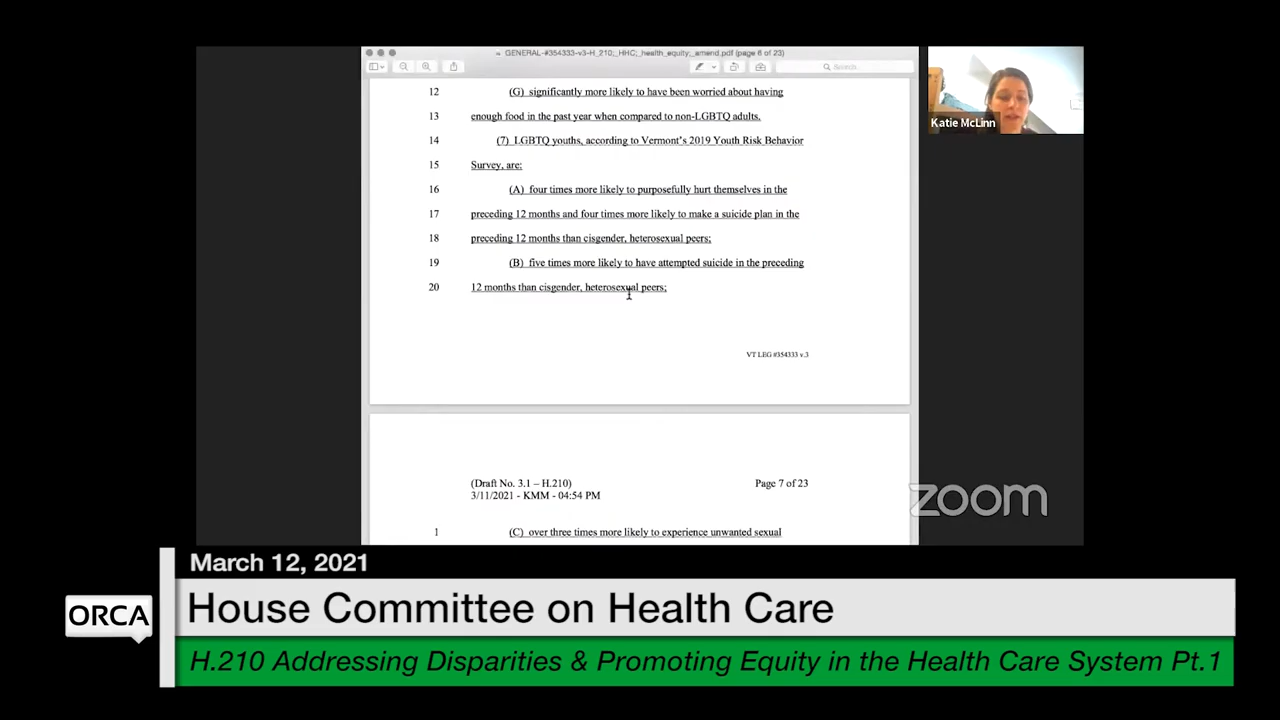 GENERAL-#354333-v3-H_210;_HHC;_health_equity;_amend.pdf (page 6 of 23)
Search
12 (G) significantly more likely to have been worried about having
13 enough food in the past year when compared to non-LGBTQ adults.
14 (7) LGBTQ youths, according to Vermont's 2019 Youth Risk Behavior
15 Survey, are:
16 (A) four times more likely to purposefully hurt themselves in the
17 preceding 12 months and four times more likely to make a suicide plan in the
18 preceding 12 months than cisgender, heterosexual peers;
19 (B) five times more likely to have attempted suicide in the preceding
20 12 months than cisgender, heterosexual peers;
VT LEG #354333 v.3
(Draft No. 3.1 – H.210) Page 7 of 23
3/11/2021 - KMM - 04:54 PM
1 (C) over three times more likely to experience unwanted sexual
Katie McLinn
zoom
March 12, 2021
ORCA
House Committee on Health Care
H.210 Addressing Disparities & Promoting Equity in the Health Care System Pt.1